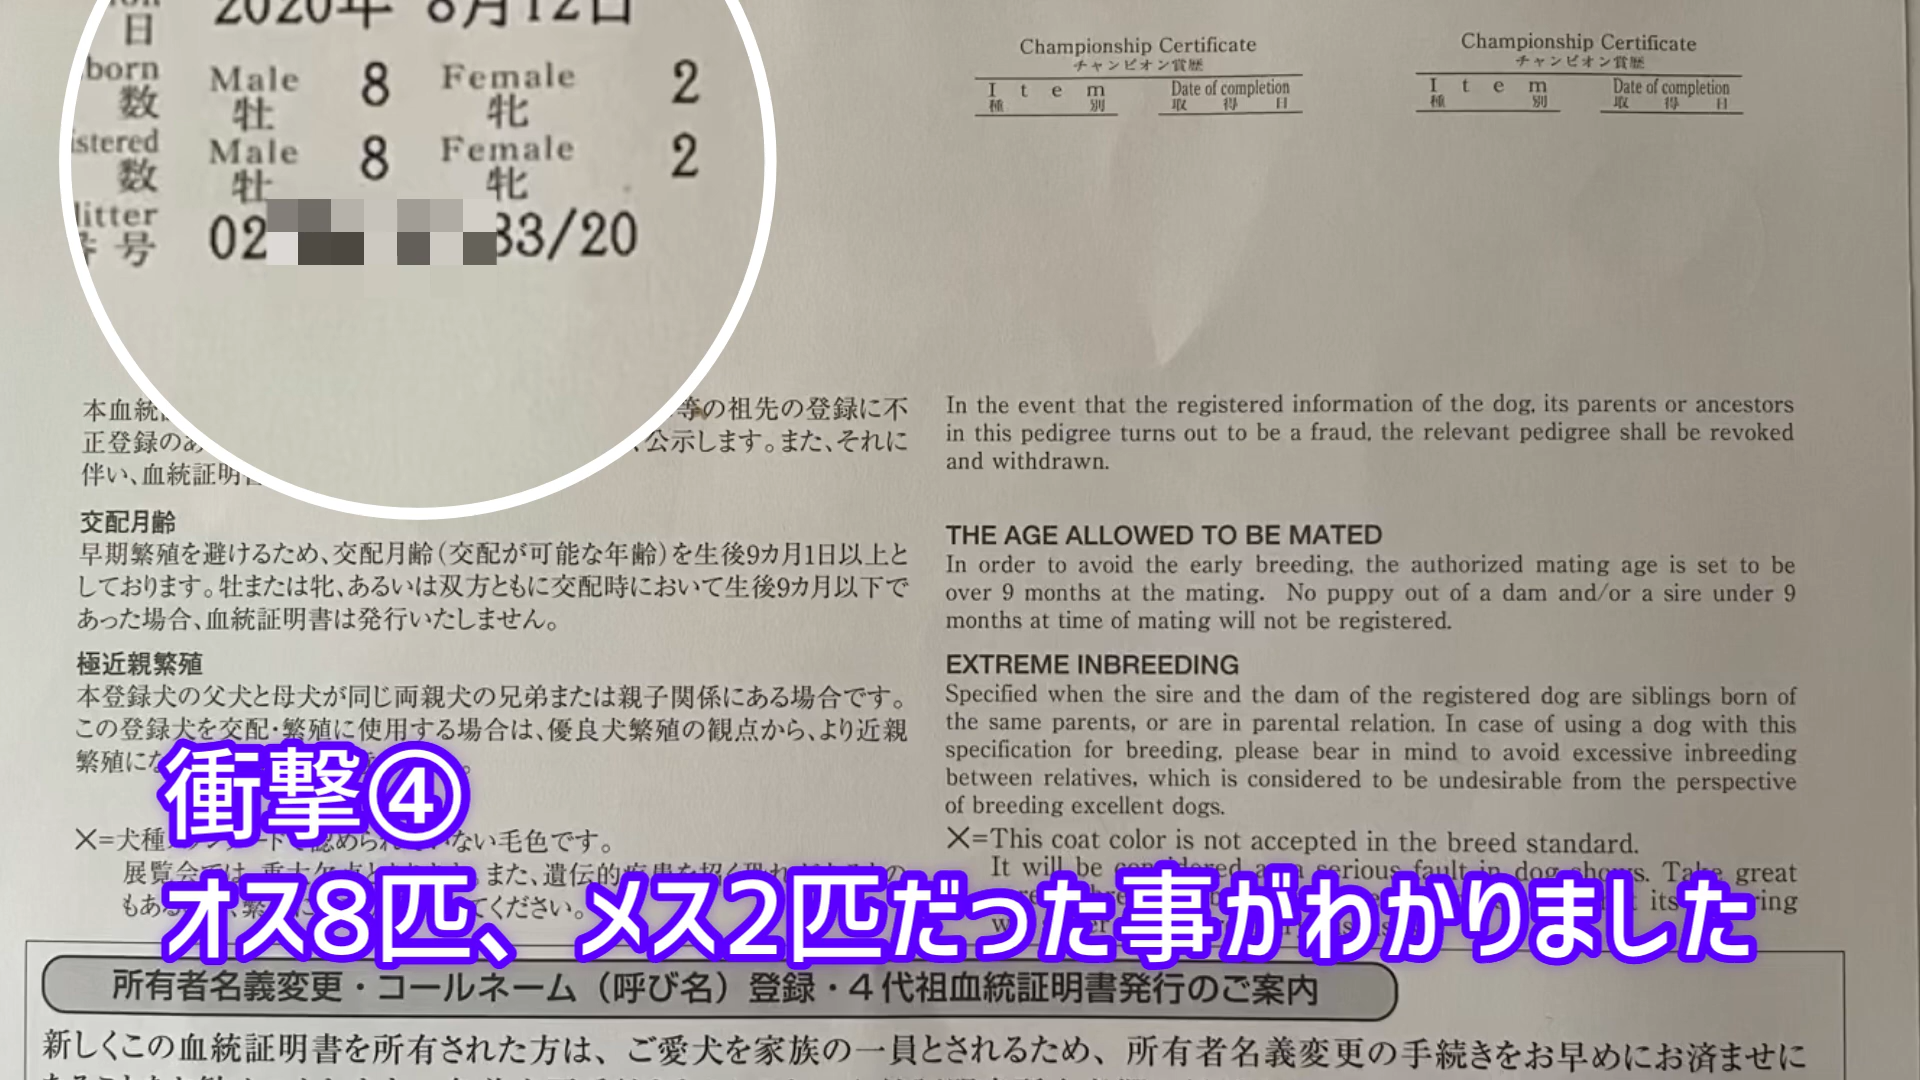 2020年 8月12日
日
born Male 8 Female 2
数 牡 牝
istered Male 8 Female 2
数 牡 牝
litter
号 02 33/20
Championship Certificate
チャンピオン賞歴
Item Date of completion
種別 取得日
Championship Certificate
チャンピオン賞歴
Item Date of completion
種別 取得日
本血統 等の祖先の登録に不
正登録のあ 公示します。また、それに
伴い、血統証明
交配月齢
早期繁殖を避けるため、交配月齢(交配が可能な年齢)を生後9カ月1日以上と
しております。牡または牝、あるいは双方ともに交配時において生後9カ月以下で
あった場合、血統証明書は発行いたしません。
極近親繁殖
本登録犬の父犬と母犬が同じ両親犬の兄弟または親子関係にある場合です。
この登録犬を交配・繁殖に使用する場合は、優良犬繁殖の観点から、より近親
繁殖にな
×=犬種 ない毛色です。
展覧会では、 また、遺伝的
もある てください。
In the event that the registered information of the dog, its parents or ancestors
in this pedigree turns out to be a fraud, the relevant pedigree shall be revoked
and withdrawn.
THE AGE ALLOWED TO BE MATED
In order to avoid the early breeding, the authorized mating age is set to be
over 9 months at the mating. No puppy out of a dam and/or a sire under 9
months at time of mating will not be registered.
EXTREME INBREEDING
Specified when the sire and the dam of the registered dog are siblings born of
the same parents, or are in parental relation. In case of using a dog with this
specification for breeding, please bear in mind to avoid excessive inbreeding
between relatives, which is considered to be undesirable from the perspective
of breeding excellent dogs.
×=This coat color is not accepted in the breed standard.
It will be considered as a serious fault in dog shows. Take great
its
衝撃④
オス8匹、メス2匹だった事がわかりました
所有者名義変更・コールネーム(呼び名)登録・4代祖血統証明書発行のご案内
新しくこの血統証明書を所有された方は、ご愛犬を家族の一員とされるため、所有者名義変更の手続きをお早めにお済ませに